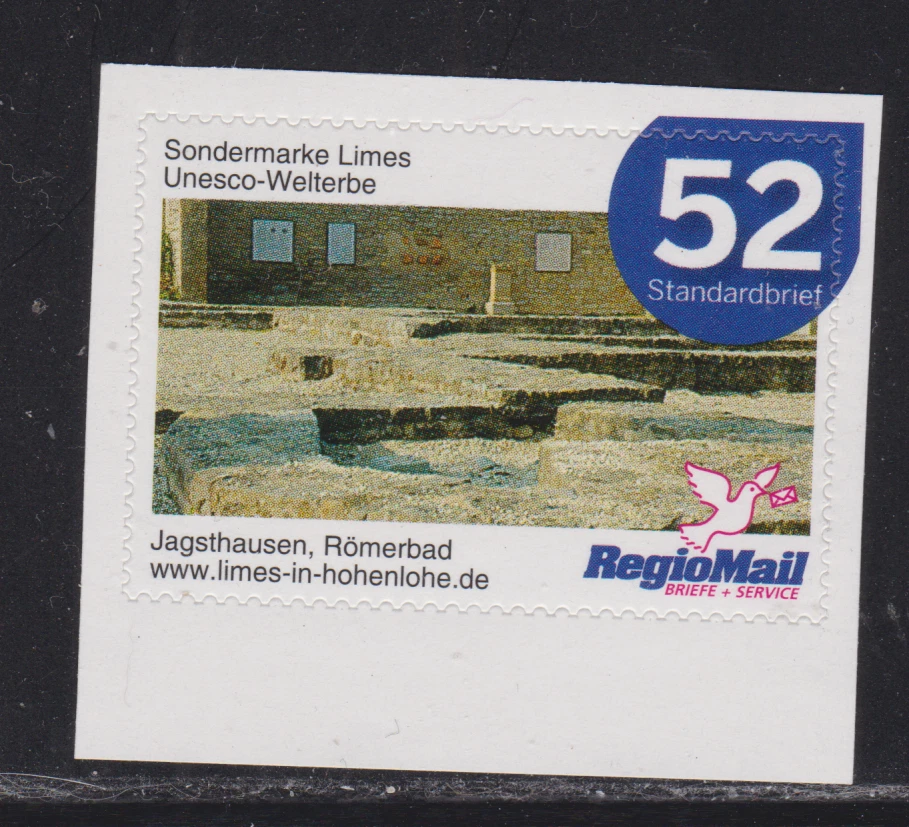 Sondermarke Limes
Unesco-Welterbe
52
Standardbrief
Jagsthausen, Römerbad
www.limes-in-hohenlohe.de
RegioMail
BRIEFE + SERVICE